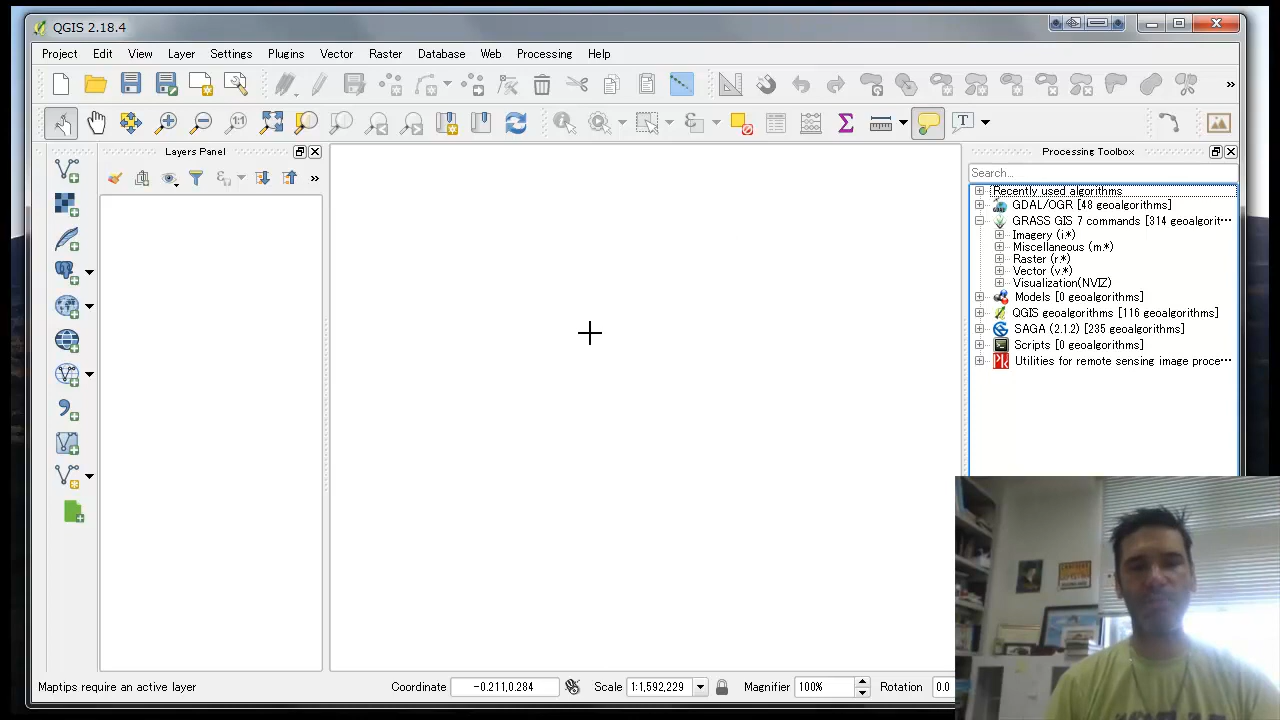 QGIS 2.18.4
Project Edit View Layer Settings Plugins Vector Raster Database Web Processing Help
»
1:1
ε Σ T
Layers Panel
ε »
Processing Toolbox
Search...
Recently used algorithms
GDAL/OGR [48 geoalgorithms]
GRASS GIS 7 commands [314 geoalgorit…
Imagery (i.*)
Miscellaneous (m.*)
Raster (r.*)
Vector (v.*)
Visualization(NVIZ)
Models [0 geoalgorithms]
QGIS geoalgorithms [116 geoalgorithms]
SAGA (2.1.2) [235 geoalgorithms]
Scripts [0 geoalgorithms]
Utilities for remote sensing image proce…
Maptips require an active layer
Coordinate -0.211,0.384 Scale 1:1,592,229 Magnifier 100% Rotation 0.0